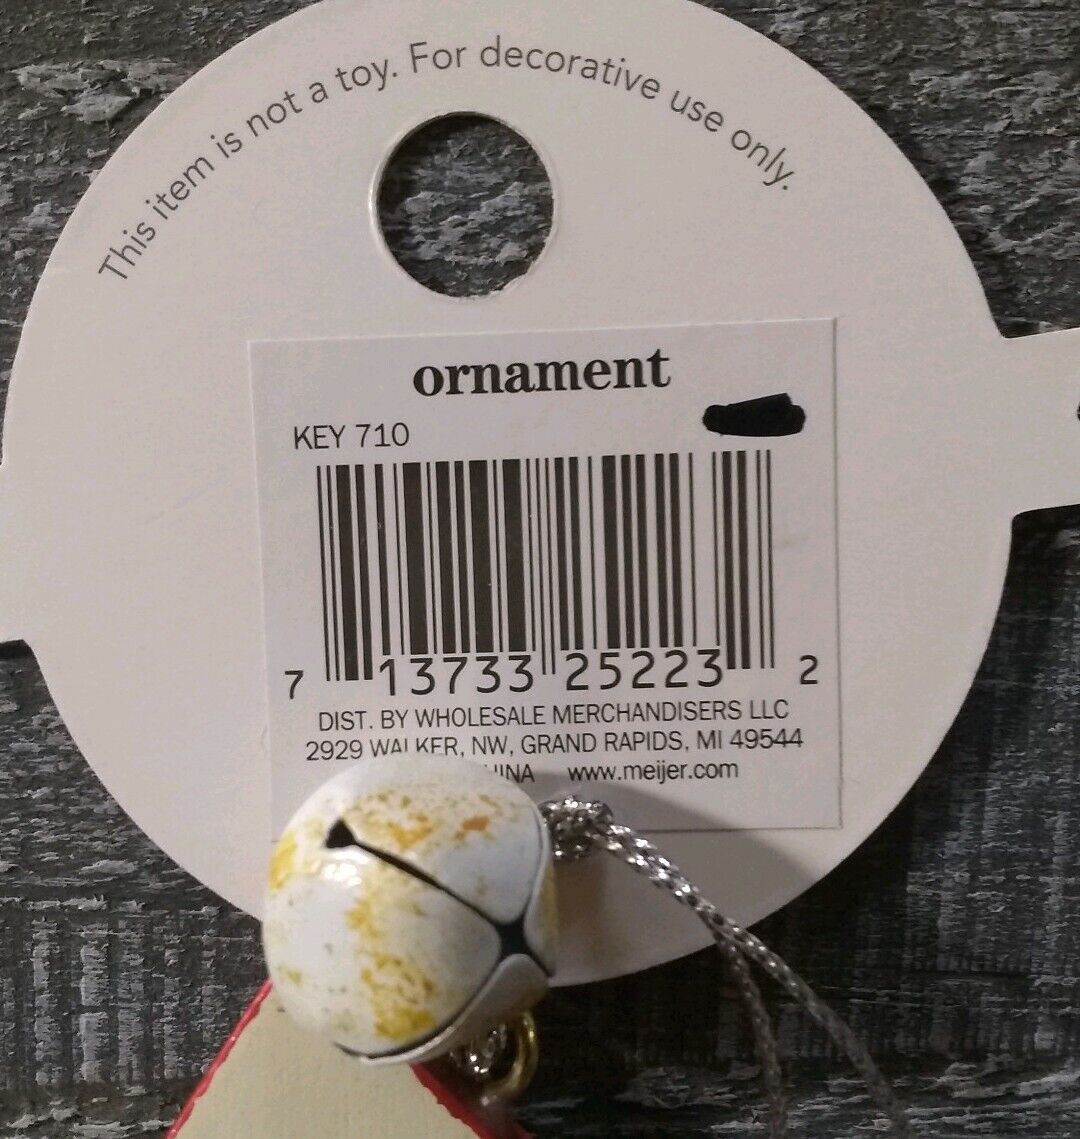 This item is not a toy. For decorative use only.
ornament
KEY 710
7 13733 25223 2
DIST. BY WHOLESALE MERCHANDISERS LLC
2929 WALKER, NW, GRAND RAPIDS, MI 49544
www.meijer.com